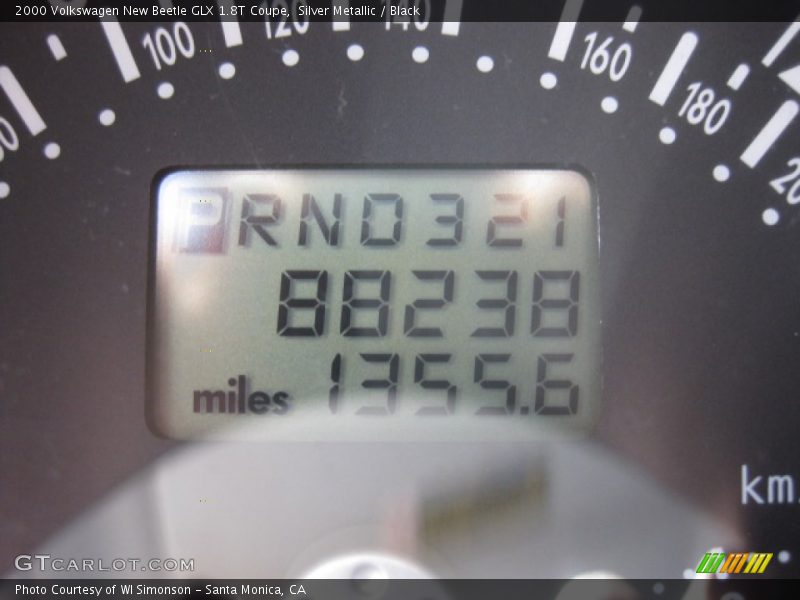 2000 Volkswagen New Beetle GLX 1.8T Coupe, Silver Metallic / Black
100 120 140 160 180
PRND321
88238
miles 1355.6
km
GTCARLOT.COM
Photo Courtesy of WI Simonson - Santa Monica, CA